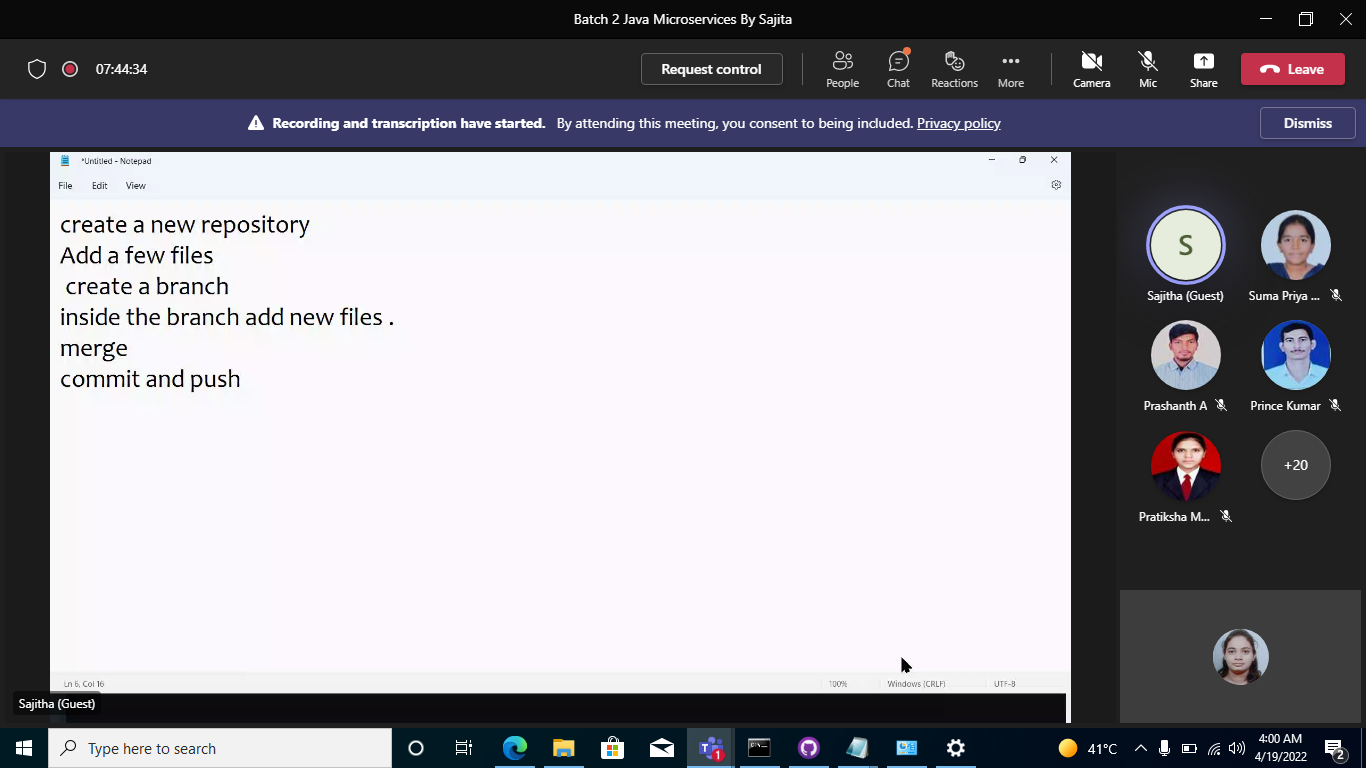 Batch 2 Java Microservices By Sajita
07:44:34
Request control
People
Chat
Reactions
More
Camera
Mic
Share
Leave
Recording and transcription have started. By attending this meeting, you consent to being included. Privacy policy
Dismiss
*Untitled - Notepad
File Edit View
create a new repository
Add a few files
create a branch
inside the branch add new files .
merge
commit and push
Ln 6, Col 16
100%
Windows (CRLF)
UTF-8
Sajitha (Guest)
S
Sajitha (Guest)
Suma Priya ...
Prashanth A
Prince Kumar
Pratiksha M...
+20
Type here to search
1
41°C
4:00 AM
4/19/2022
2